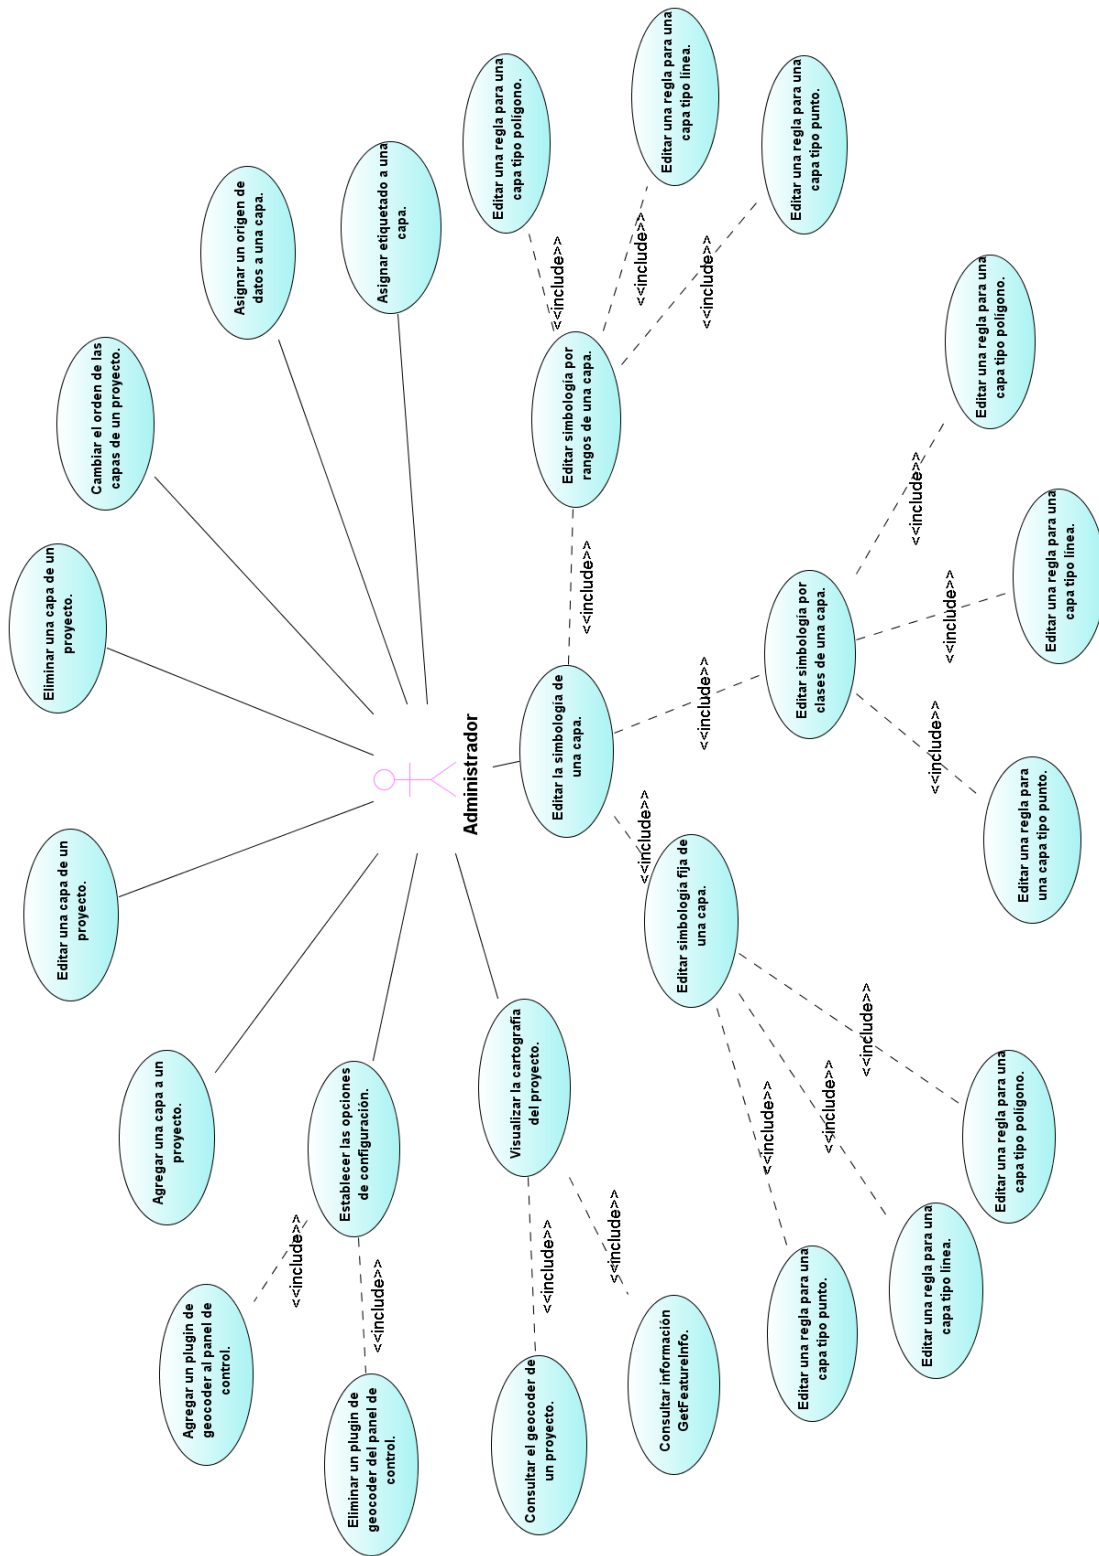 Eliminar un plugin de
geocoder del panel de
control.
Agregar un plugin de
geocoder al panel de
control.
<<include>>
<<include>>
Agregar una capa a un
proyecto.
Establecer las opciones
de configuración.
Editar una capa de un
proyecto.
Eliminar una capa de un
proyecto.
Cambiar el orden de las
capas de un proyecto.
Asignar un origen de
datos a una capa.
Asignar etiquetado a una
capa.
Administrador
Visualizar la cartografía
del proyecto.
<<include>>
<<include>>
Consultar el geocoder de
un proyecto.
Consultar información
GetFeatureInfo.
Editar la simbología de
una capa.
<<include>>
<<include>>
<<include>>
Editar simbología por
rangos de una capa.
<<include>>
<<include>>
<<include>>
Editar una regla para una
capa tipo polígono.
Editar una regla para una
capa tipo línea.
Editar una regla para una
capa tipo punto.
Editar simbología fija de
una capa.
<<include>>
<<include>>
<<include>>
Editar una regla para una
capa tipo punto.
Editar una regla para una
capa tipo línea.
Editar una regla para una
capa tipo polígono.
Editar simbología por
clases de una capa.
<<include>>
<<include>>
<<include>>
Editar una regla para
una capa tipo punto.
Editar una regla para una
capa tipo línea.
Editar una regla para una
capa tipo polígono.